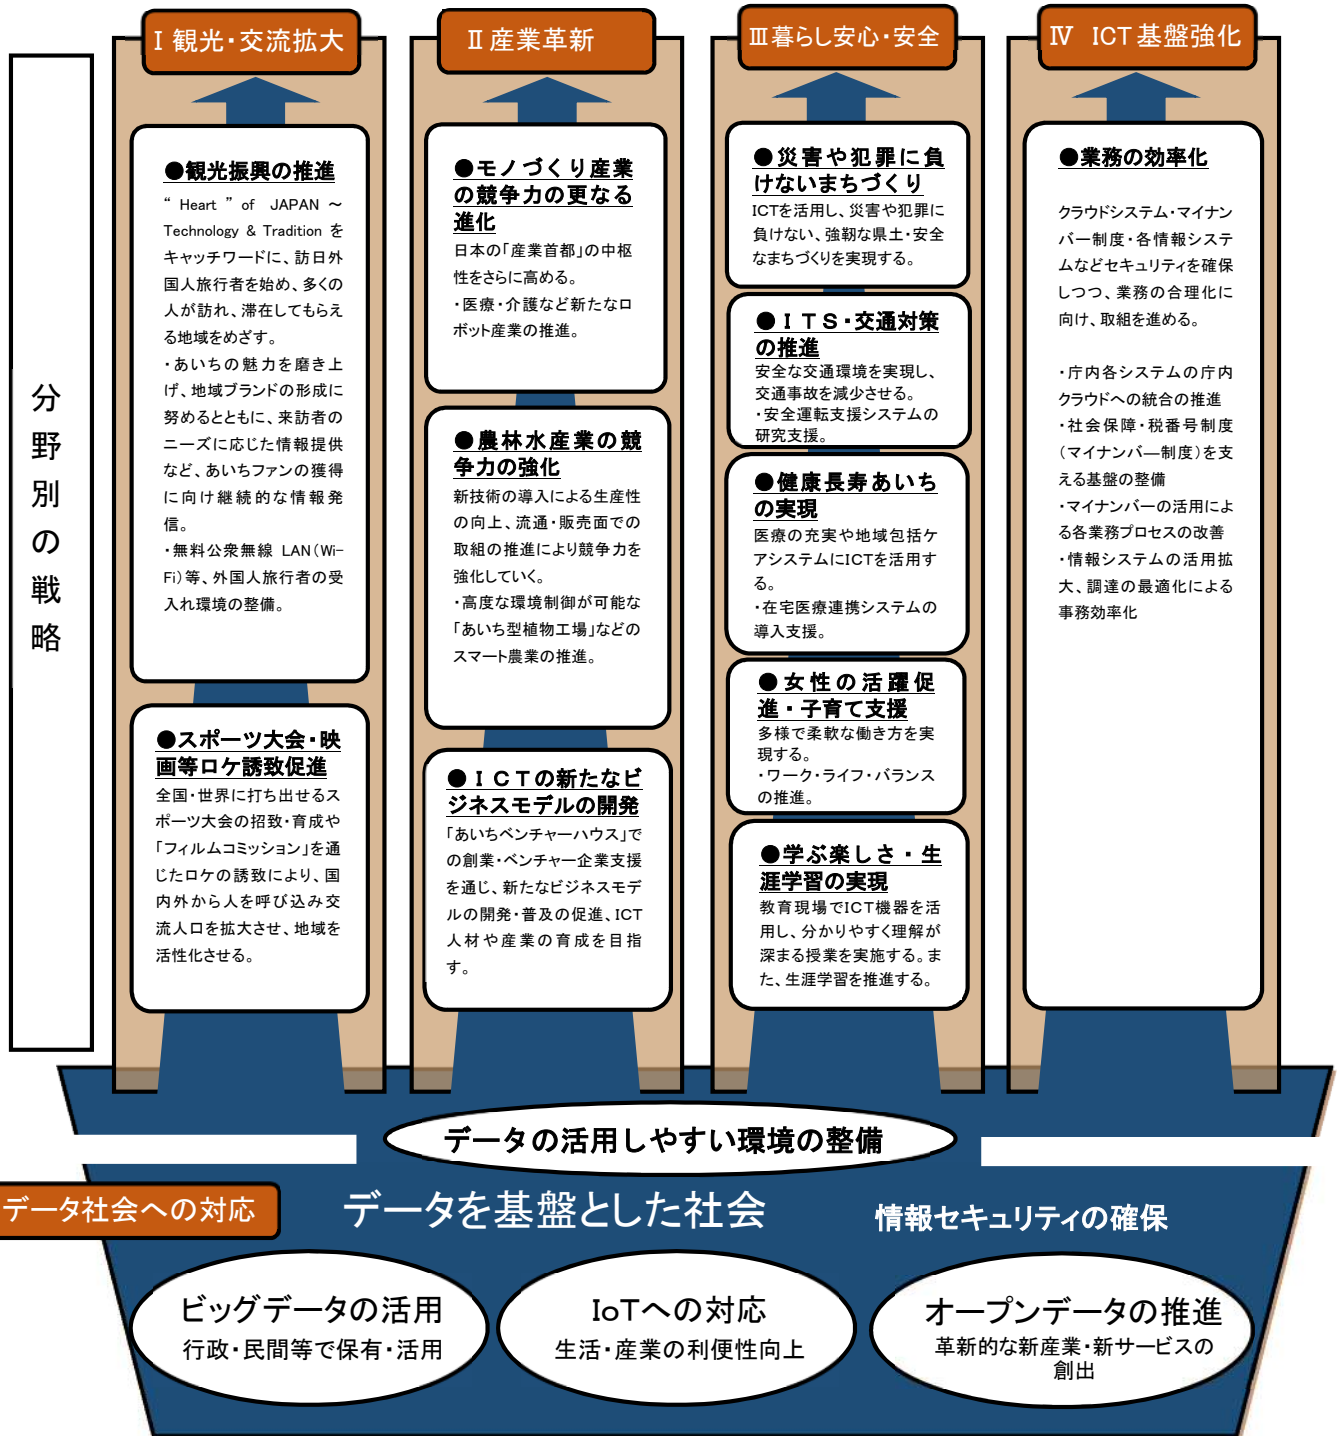 Ⅰ 観光・交流拡大
Ⅱ 産業革新
Ⅲ暮らし安心・安全
Ⅳ ICT基盤強化
分野別の戦略
●観光振興の推進
“ Heart ” of JAPAN ～
Technology & Tradition を
キャッチワードに、訪日外
国人旅行者を始め、多くの
人が訪れ、滞在してもらえ
る地域をめざす。
・あいちの魅力を磨き上
げ、地域ブランドの形成に
努めるとともに、来訪者の
ニーズに応じた情報提供
など、あいちファンの獲得
に向け継続的な情報発
信。
・無料公衆無線 LAN(Wi-
Fi)等、外国人旅行者の受
入れ環境の整備。
●スポーツ大会・映
画等ロケ誘致促進
全国・世界に打ち出せるス
ポーツ大会の招致・育成や
「フィルムコミッション」を通
じたロケの誘致により、国
内外から人を呼び込み交
流人口を拡大させ、地域を
活性化させる。
●モノづくり産業
の競争力の更なる
進化
日本の「産業首都」の中枢
性をさらに高める。
・医療・介護など新たなロ
ボット産業の推進。
●農林水産業の競
争力の強化
新技術の導入による生産性
の向上、流通・販売面での
取組の推進により競争力を
強化していく。
・高度な環境制御が可能な
「あいち型植物工場」などの
スマート農業の推進。
●ＩＣＴの新たなビ
ジネスモデルの開発
「あいちベンチャーハウス」で
の創業・ベンチャー企業支援
を通じ、新たなビジネスモデ
ルの開発・普及の促進、ICT
人材や産業の育成を目指
す。
●災害や犯罪に負
けないまちづくり
ICTを活用し、災害や犯罪に
負けない、強靭な県土・安全
なまちづくりを実現する。
●ＩＴＳ・交通対策
の推進
安全な交通環境を実現し、
交通事故を減少させる。
・安全運転支援システムの
研究支援。
●健康長寿あいち
の実現
医療の充実や地域包括ケ
アシステムにICTを活用す
る。
・在宅医療連携システムの
導入支援。
●女性の活躍促
進・子育て支援
多様で柔軟な働き方を実
現する。
・ワーク・ライフ・バランス
の推進。
●学ぶ楽しさ・生
涯学習の実現
教育現場でICT機器を活
用し、分かりやすく理解が
深まる授業を実施する。ま
た、生涯学習を推進する。
●業務の効率化
クラウドシステム・マイナン
バー制度・各情報システ
ムなどセキュリティを確保
しつつ、業務の合理化に
向け、取組を進める。
・庁内各システムの庁内
クラウドへの統合の推進
・社会保障・税番号制度
(マイナンバ―制度)を支
える基盤の整備
・マイナンバーの活用によ
る各業務プロセスの改善
・情報システムの活用拡
大、調達の最適化による
事務効率化
データの活用しやすい環境の整備
データ社会への対応
データを基盤とした社会
情報セキュリティの確保
ビッグデータの活用
行政・民間等で保有・活用
IoTへの対応
生活・産業の利便性向上
オープンデータの推進
革新的な新産業・新サービスの
創出